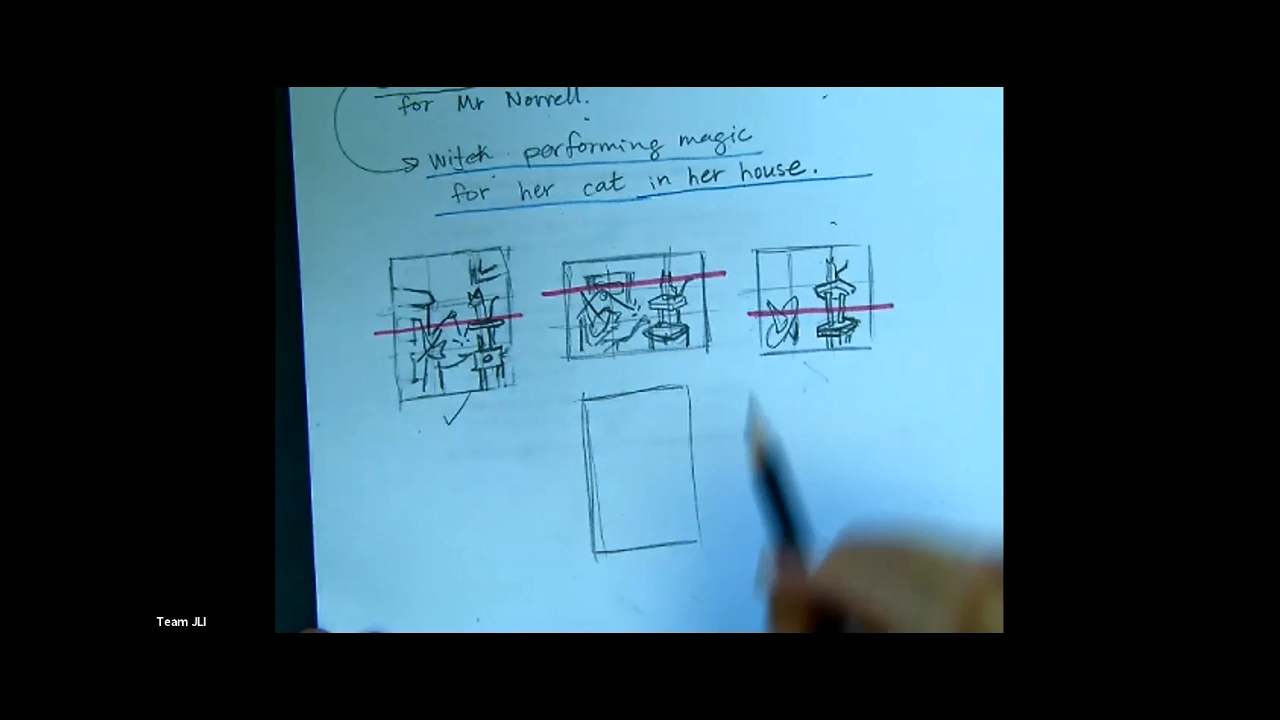 for Mr Norrell.
witch performing magic
for her cat in her house.
Team JLI